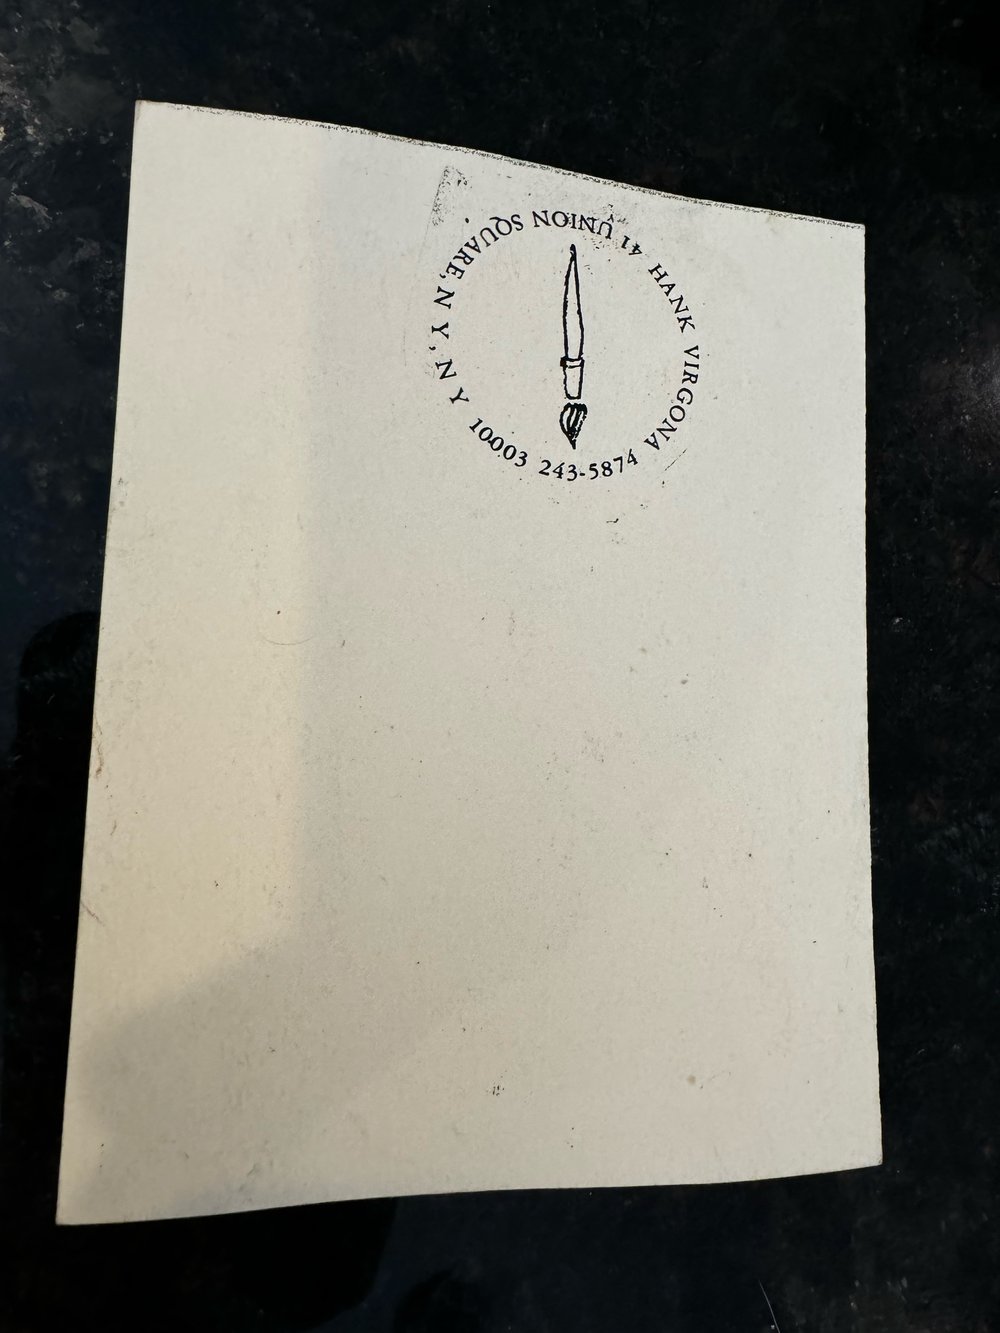 HANK VIRGONA 41 UNION SQUARE, N Y, N Y 10003 243-5874